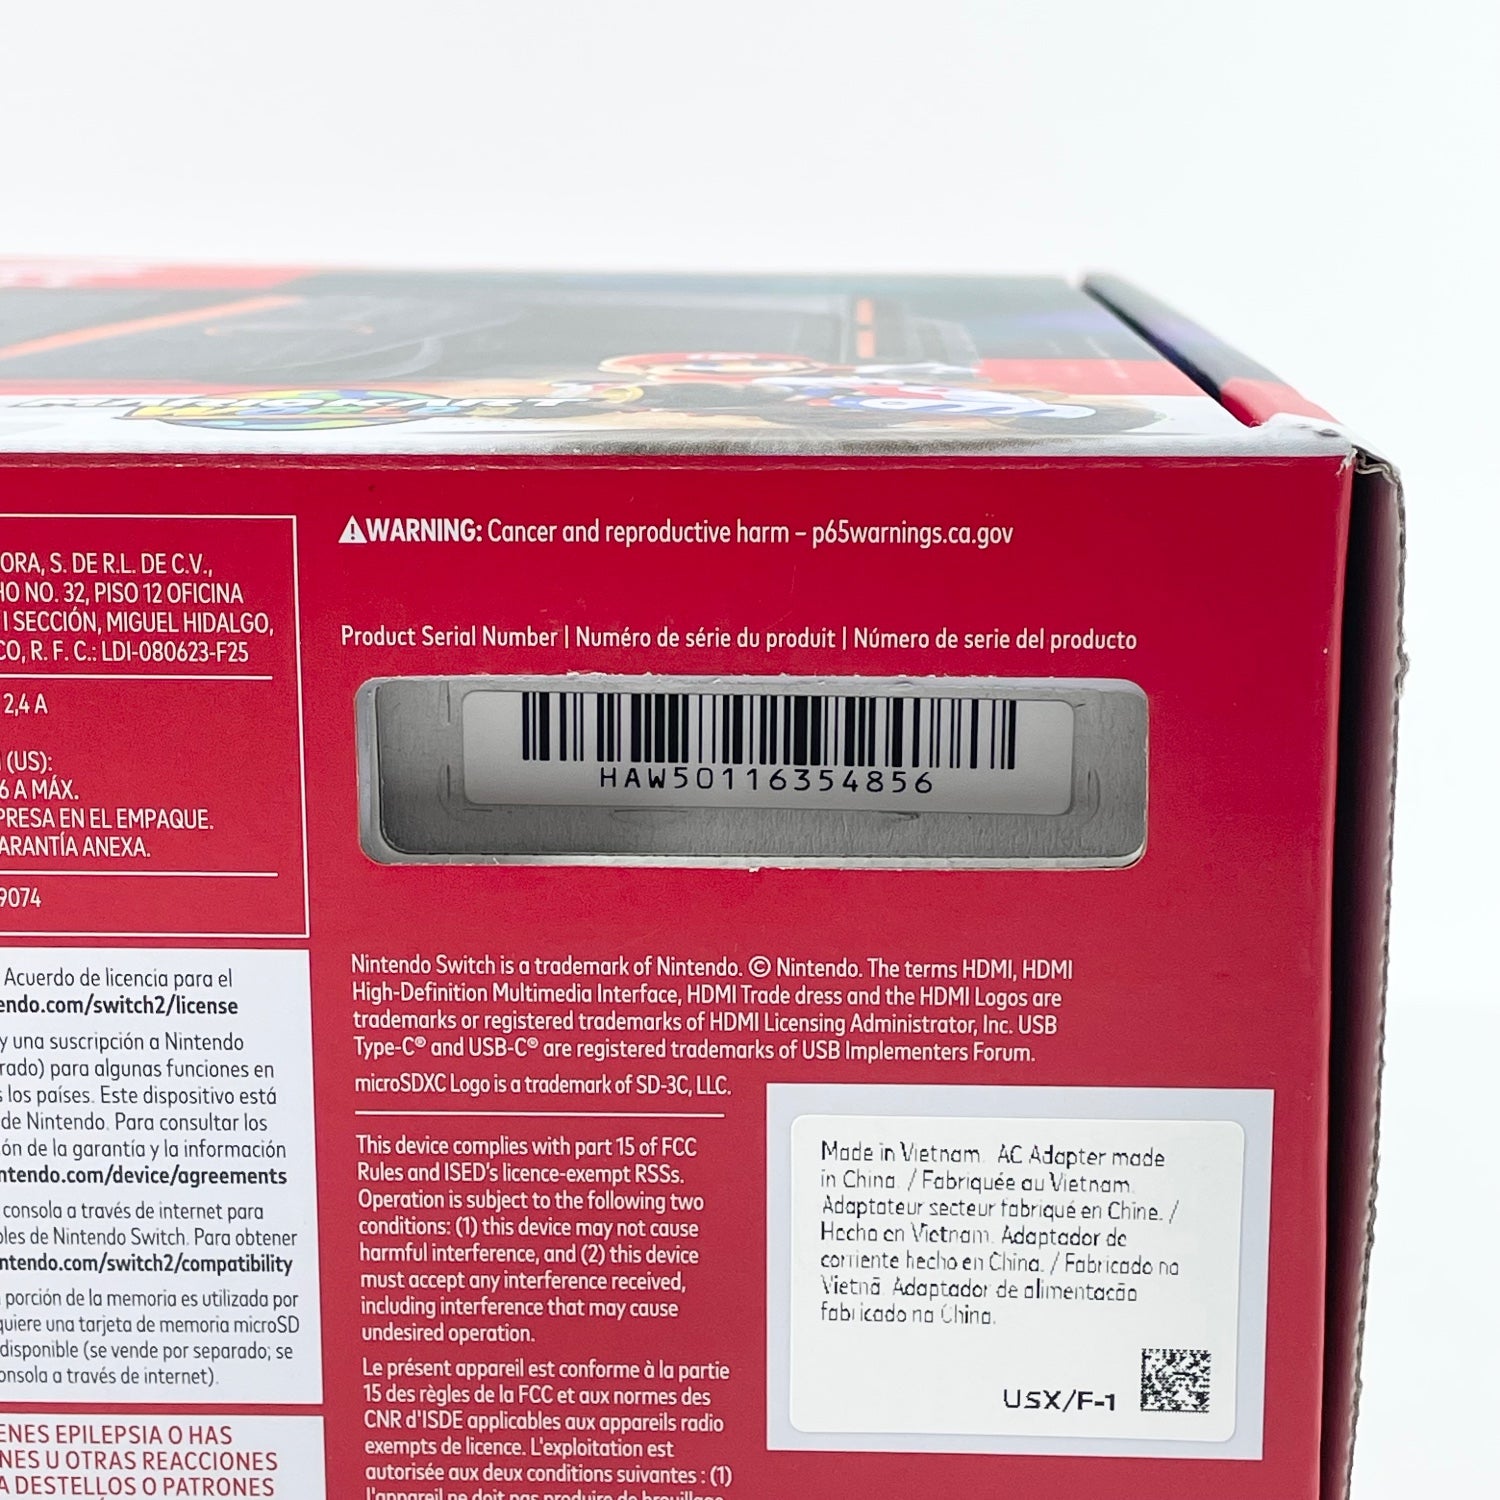 MARIOKART
WORLD
ORA, S. DE R.L. DE C.V.,
HO NO. 32, PISO 12 OFICINA
I SECCIÓN, MIGUEL HIDALGO,
CO, R. F. C.: LDI-080623-F25
2,4 A
(US):
6 A MÁX.
PRESA EN EL EMPAQUE.
ARANTÍA ANEXA.
9074
Acuerdo de licencia para el
endo.com/switch2/license
y una suscripción a Nintendo
rado) para algunas funciones en
s los países. Este dispositivo está
de Nintendo. Para consultar los
ón de la garantía y la información
ntendo.com/device/agreements
consola a través de internet para
bles de Nintendo Switch. Para obtener
ntendo.com/switch2/compatibility
porción de la memoria es utilizada por
quiere una tarjeta de memoria microSD
disponible (se vende por separado; se
onsola a través de internet).
ENES EPILEPSIA O HAS
NES U OTRAS REACCIONES
A DESTELLOS O PATRONES
WARNING: Cancer and reproductive harm – p65warnings.ca.gov
Product Serial Number | Numéro de série du produit | Número de serie del producto
HAW50116354856
Nintendo Switch is a trademark of Nintendo. © Nintendo. The terms HDMI, HDMI
High-Definition Multimedia Interface, HDMI Trade dress and the HDMI Logos are
trademarks or registered trademarks of HDMI Licensing Administrator, Inc. USB
Type-C® and USB-C® are registered trademarks of USB Implementers Forum.
microSDXC Logo is a trademark of SD-3C, LLC.
This device complies with part 15 of FCC
Rules and ISED's licence-exempt RSSs.
Operation is subject to the following two
conditions: (1) this device may not cause
harmful interference, and (2) this device
must accept any interference received,
including interference that may cause
undesired operation.
Le présent appareil est conforme à la partie
15 des règles de la FCC et aux normes des
CNR d'ISDE applicables aux appareils radio
exempts de licence. L'exploitation est
autorisée aux deux conditions suivantes : (1)
l'appareil ne doit pas produire de brouillage
Made in Vietnam. AC Adapter made
in China. / Fabriquée au Vietnam.
Adaptateur secteur fabriqué en Chine. /
Hecho en Vietnam. Adaptador de
corriente hecho en China. / Fabricado no
Vietnã. Adaptador de alimentação
fabricado na China.
USX/F-1